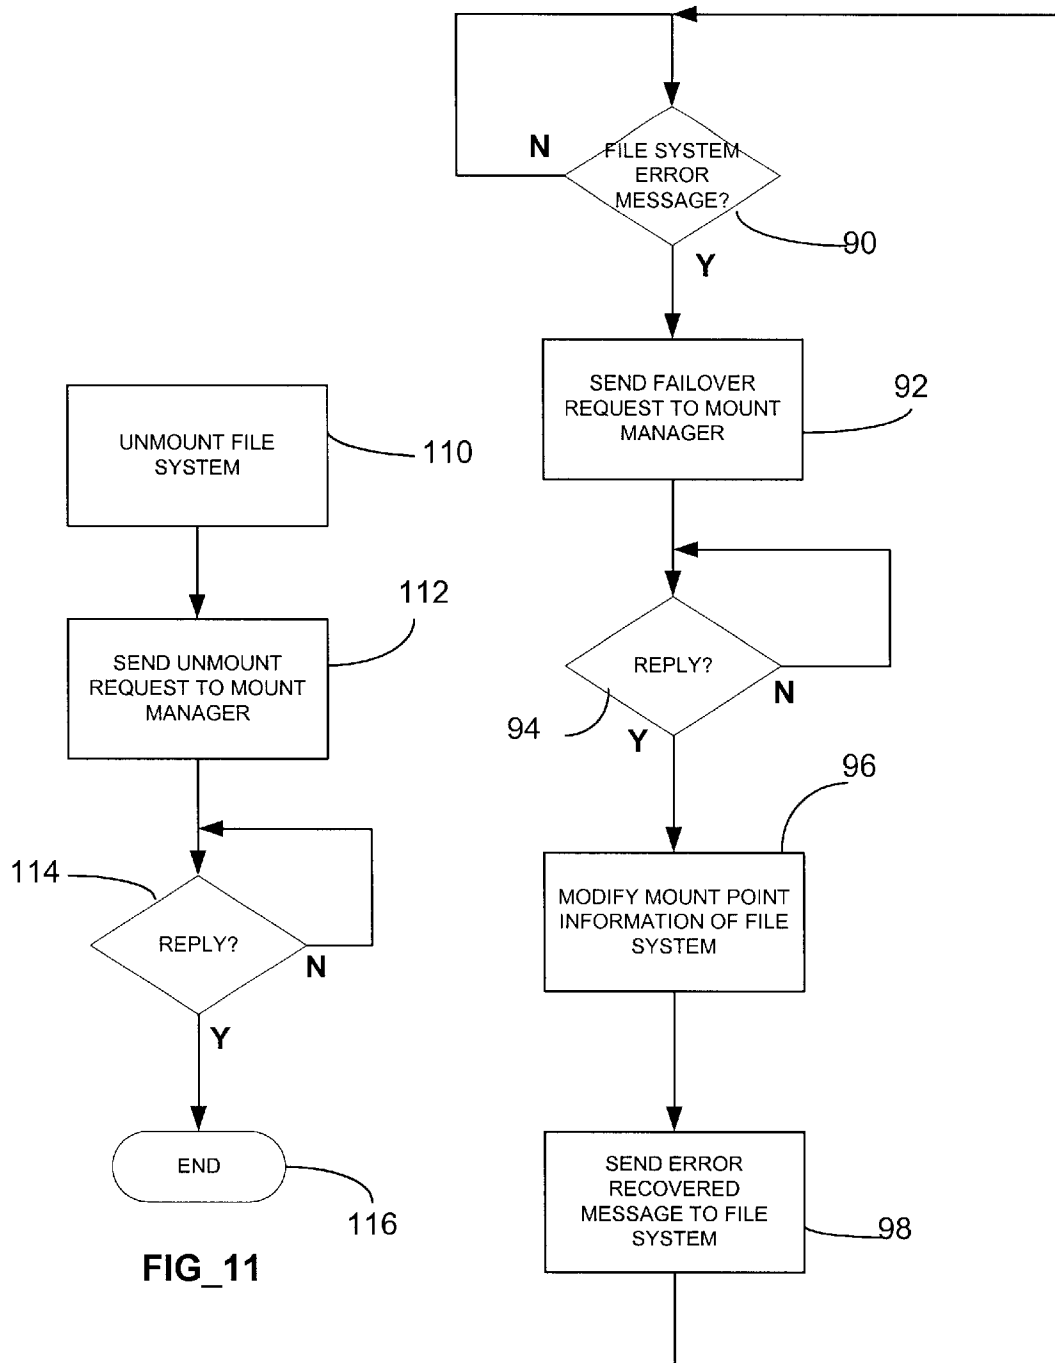 UNMOUNT FILE
SYSTEM
110
SEND UNMOUNT
REQUEST TO MOUNT
MANAGER
112
REPLY?
114
N
Y
END
116
FIG_11
FILE SYSTEM
ERROR
MESSAGE?
N
90
Y
SEND FAILOVER
REQUEST TO MOUNT
MANAGER
92
REPLY?
N
94
Y
96
MODIFY MOUNT POINT
INFORMATION OF FILE
SYSTEM
SEND ERROR
RECOVERED
MESSAGE TO FILE
SYSTEM
98